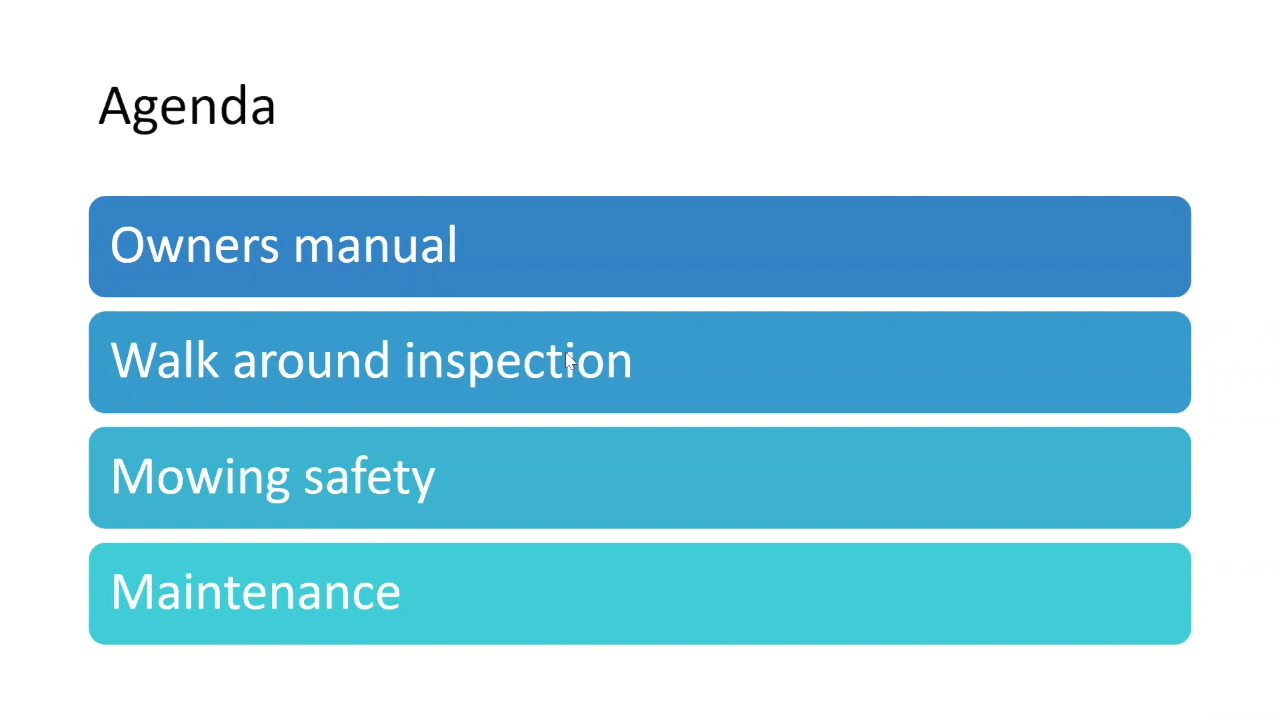 Agenda
Owners manual
Walk around inspection
Mowing safety
Maintenance